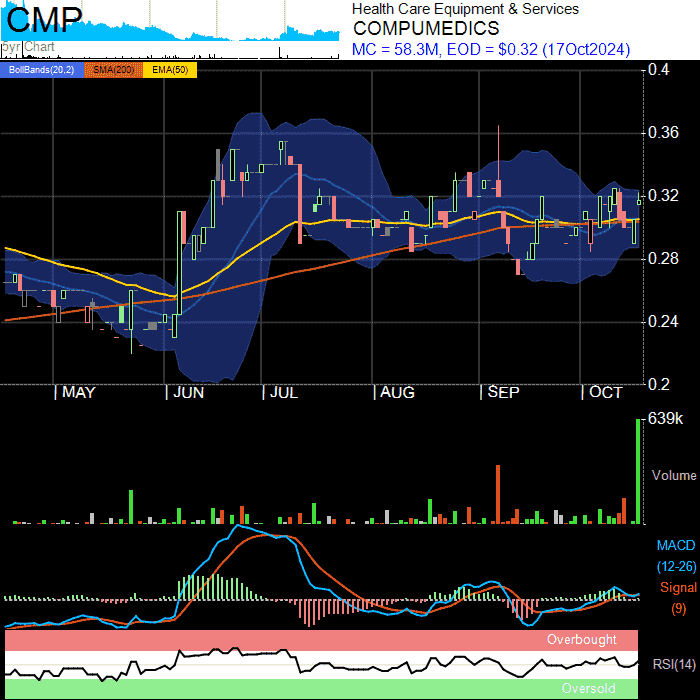 CMP
5yr Chart
Health Care Equipment & Services
COMPUMEDICS
MC = 58.3M, EOD = $0.32 (17Oct2024)
BollBands(20,2) SMA(200) EMA(50)
0.4
0.36
0.32
0.28
0.24
0.2
MAY JUN JUL AUG SEP OCT
639k
Volume
MACD
(12-26)
Signal
(9)
Overbought
RSI(14)
Oversold